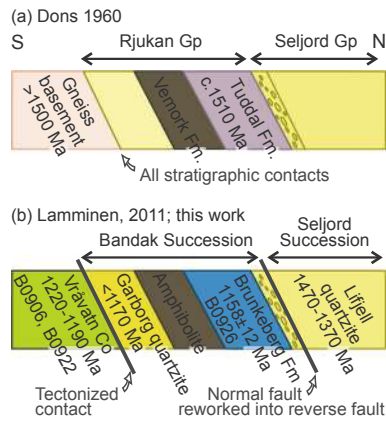 (a) Dons 1960
S
Rjukan Gp
Seljord Gp
N
Gneiss
basement
>1500 Ma
Vemork Fm.
Tuddal Fm.
c.1510 Ma
All stratigraphic contacts
(b) Lamminen, 2011; this work
Bandak Succession
Seljord
Succession
Vråvatn Co
1220-1190 Ma
B0906, B0922
Garborg quartzite
<1170 Ma
Amphibolite
Brunkeberg Fm
1158±12 Ma
B0926
Lifjell
quartzite
1470-1370 Ma
Tectonized
contact
Normal fault
reworked into reverse fault